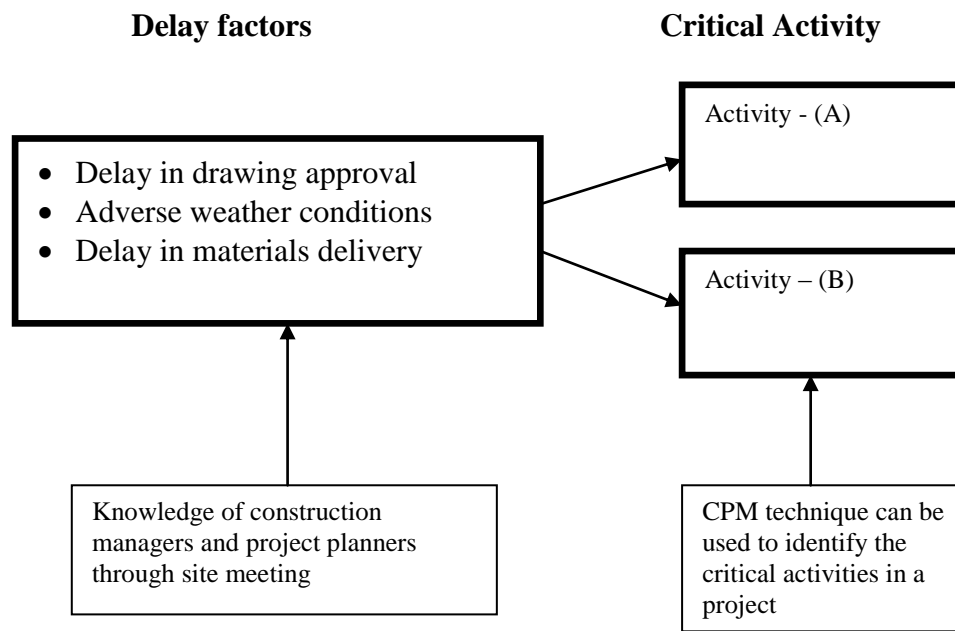 Delay factors
Critical Activity
• Delay in drawing approval
• Adverse weather conditions
• Delay in materials delivery
Activity - (A)
Activity – (B)
Knowledge of construction
managers and project planners
through site meeting
CPM technique can be
used to identify the
critical activities in a
project